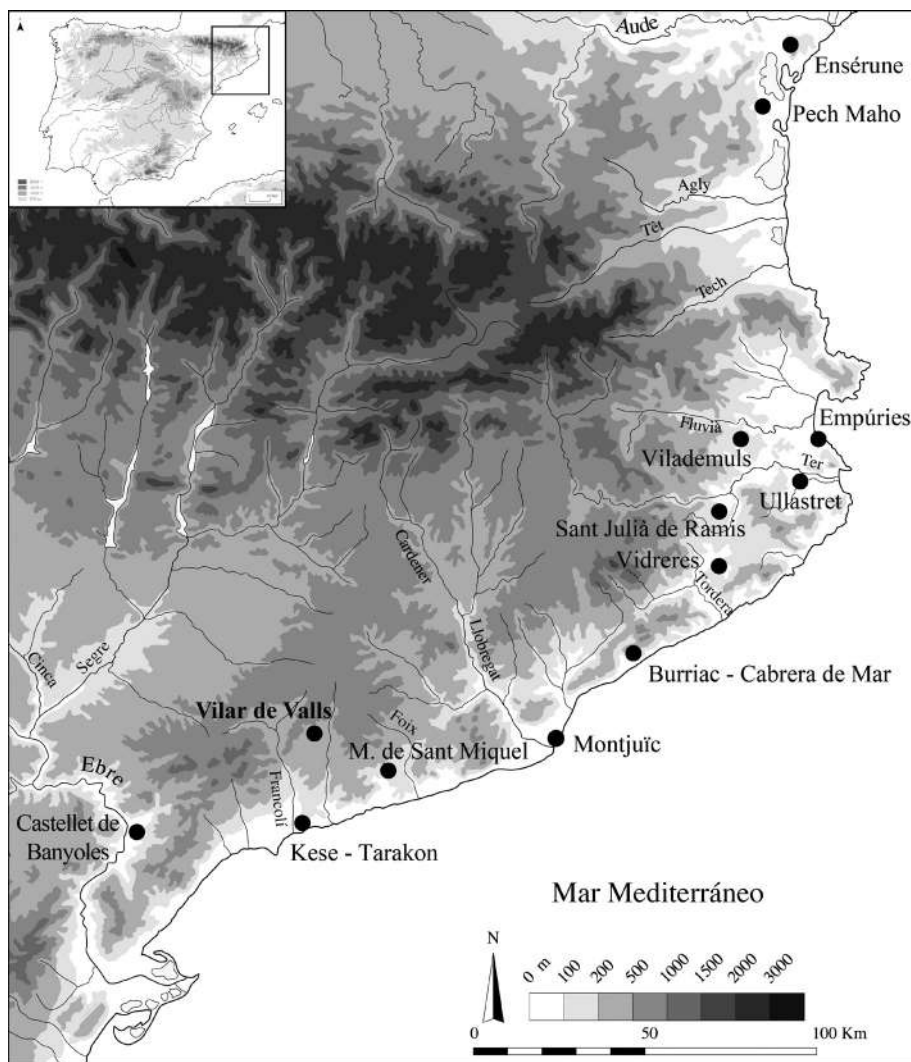 Aude
Ensérune
Pech Maho
Agly
Têt
Tech
Empúries
Fluvià
Vilademuls
Ter
Ullastret
Sant Julià de Ramis
Vidreres
Cardener
Tordera
Llobregat
Burriac - Cabrera de Mar
Cinca
Segre
Vilar de Valls
Foix
Montjuïc
M. de Sant Miquel
Ebre
Francolí
Castellet de
Banyoles
Kese - Tarakon
Mar Mediterráneo
N
0 m 100 200 500 1000 1500 2000 3000
0 50 100 Km